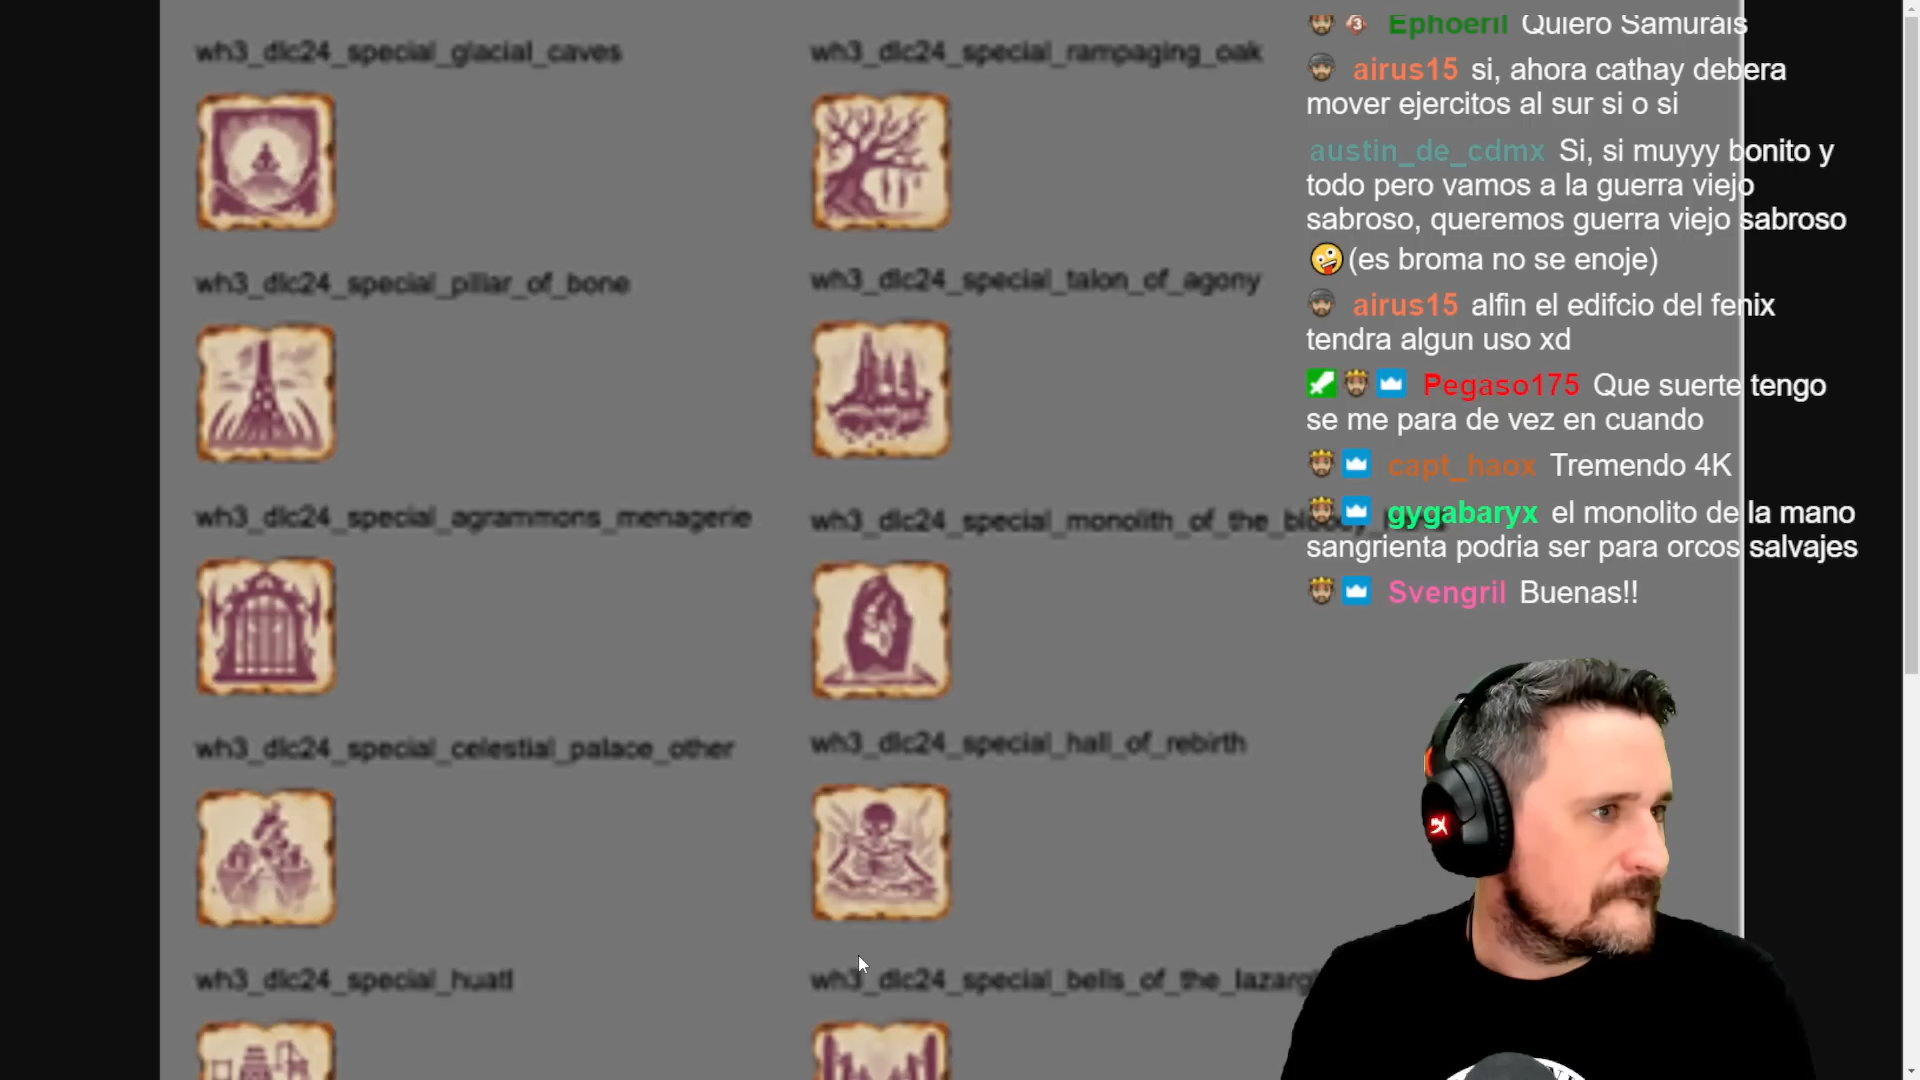 wh3_dlc24_special_glacial_caves
wh3_dlc24_special_rampaging_oak
wh3_dlc24_special_pillar_of_bone
wh3_dlc24_special_talon_of_agony
wh3_dlc24_special_agrammons_menagerie
wh3_dlc24_special_monolith_of_the
wh3_dlc24_special_celestial_palace_other
wh3_dlc24_special_hall_of_rebirth
wh3_dlc24_special_huatl
wh3_dlc24_special_bells_of_the_lazarg
3 Ephoeril Quiero Samuráis
airus15 si, ahora cathay debera
mover ejercitos al sur si o si
austin_de_cdmx Si, si muyyy bonito y
todo pero vamos a la guerra viejo
sabroso, queremos guerra viejo sabroso
(es broma no se enoje)
airus15 alfin el edifcio del fenix
tendra algun uso xd
Pegaso175 Que suerte tengo
se me para de vez en cuando
capt_haox Tremendo 4K
gygabaryx el monolito de la mano
sangrienta podria ser para orcos salvajes
Svengril Buenas!!